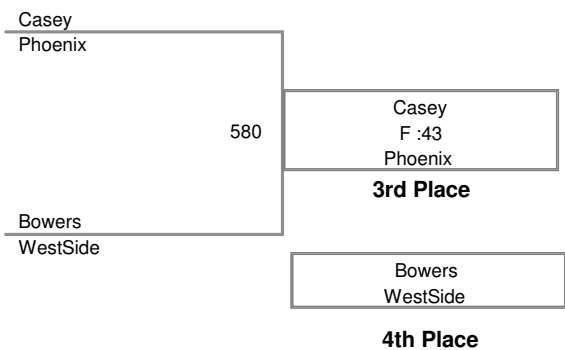 Casey
Phoenix
580
Casey
F :43
Phoenix
3rd Place
Bowers
WestSide
Bowers
WestSide
4th Place